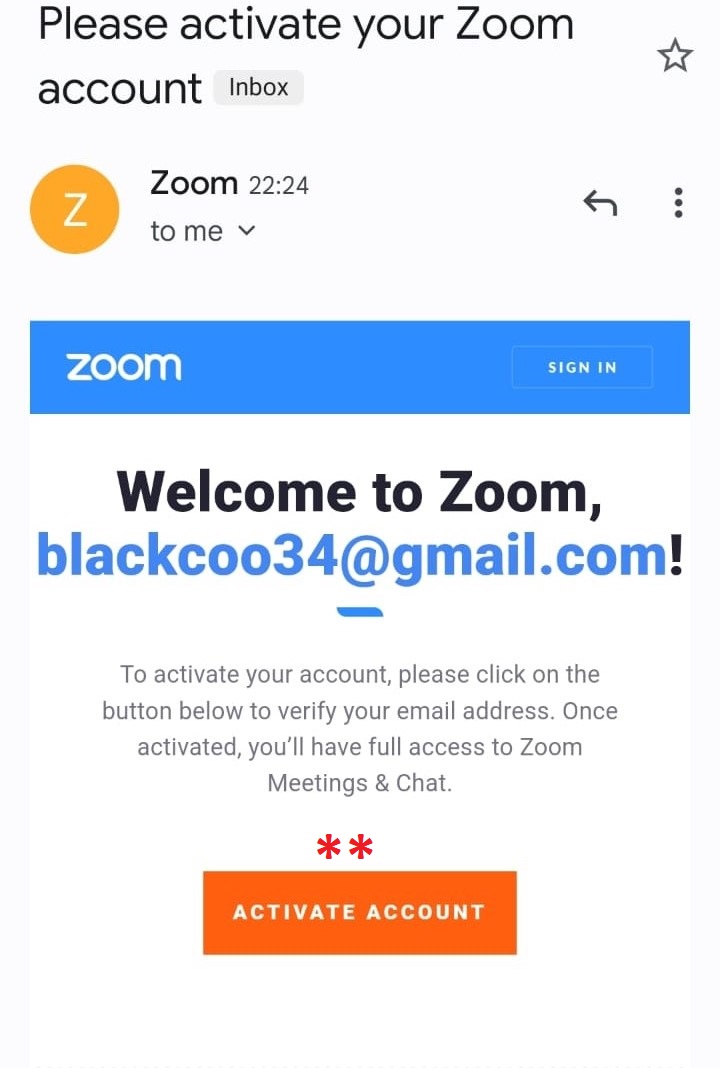 Please activate your Zoom
account Inbox
Z
Zoom 22:24
to me
zoom SIGN IN
Welcome to Zoom,
blackcoo34@gmail.com!
To activate your account, please click on the
button below to verify your email address. Once
activated, you’ll have full access to Zoom
Meetings & Chat.
**
ACTIVATE ACCOUNT